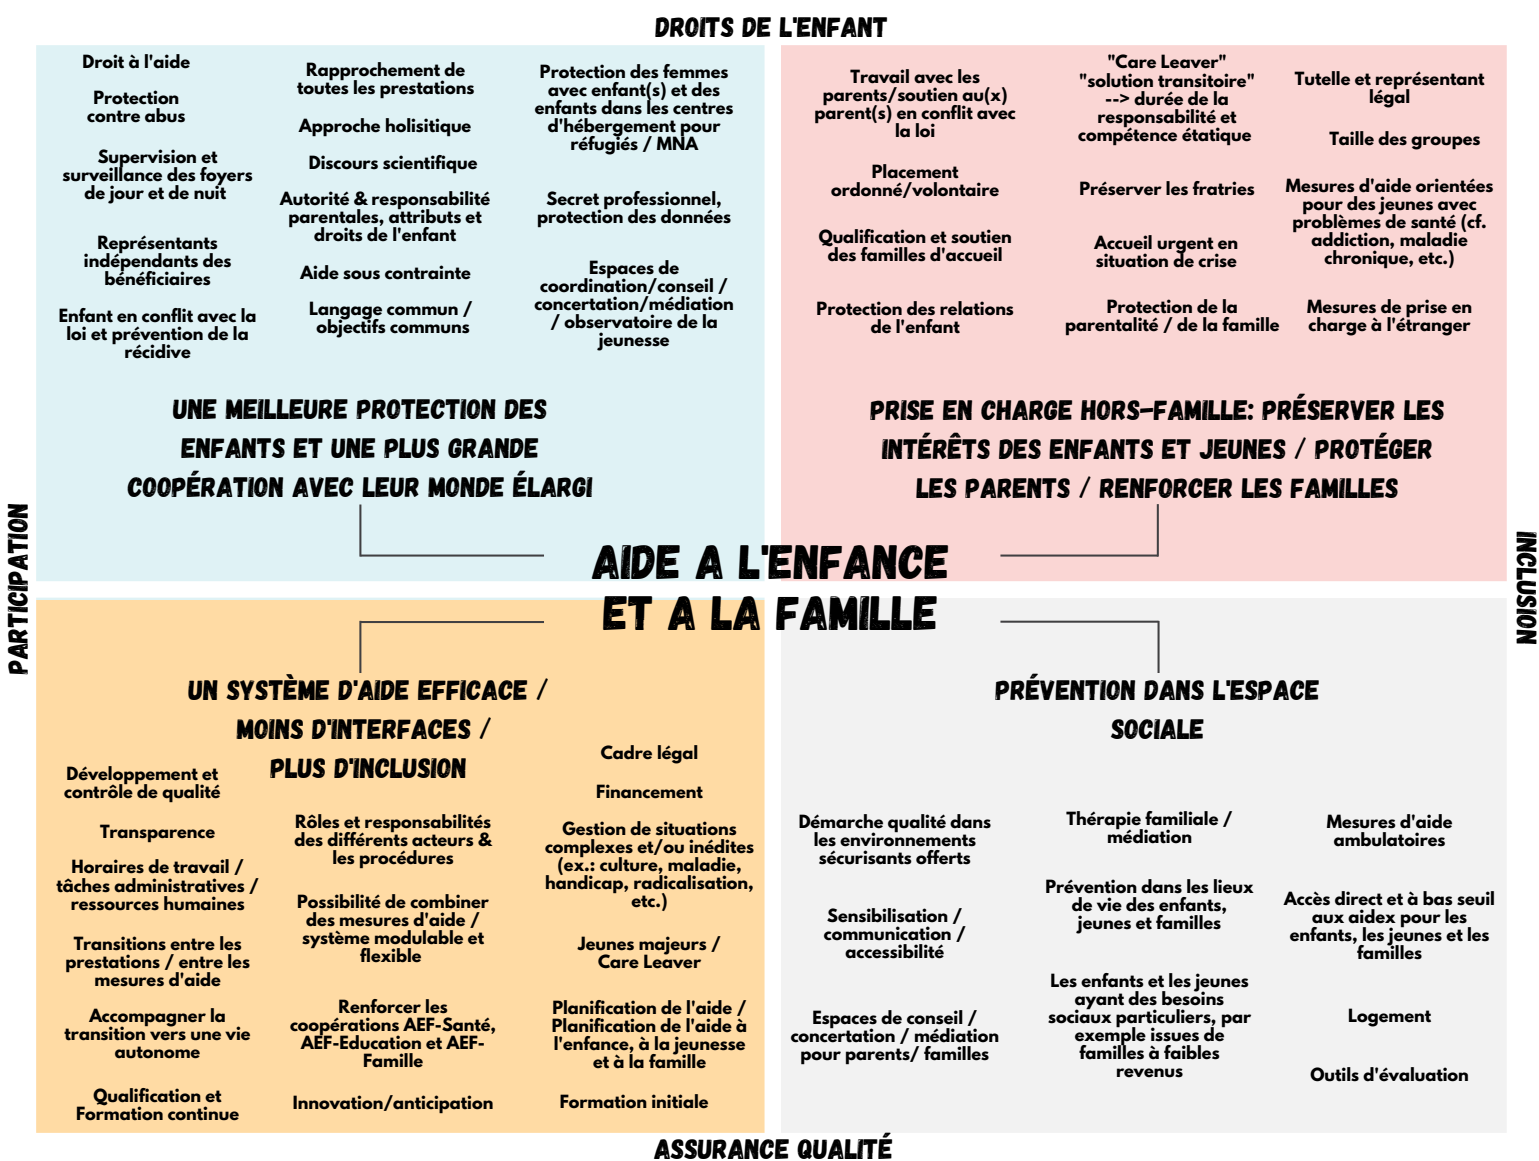 DROITS DE L'ENFANT
Droit à l'aide
Protection
contre abus
Supervision et
surveillance des foyers
de jour et de nuit
Représentants
indépendants des
bénéficiaires
Enfant en conflit avec la
loi et prévention de la
récidive
Rapprochement de
toutes les prestations
Approche holisitique
Discours scientifique
Autorité & responsabilité
parentales, attributs et
droits de l'enfant
Aide sous contrainte
Langage commun /
objectifs communs
Protection des femmes
avec enfant(s) et des
enfants dans les centres
d'hébergement pour
réfugiés / MNA
Secret professionnel,
protection des données
Espaces de
coordination/conseil /
concertation/médiation
/ observatoire de la
jeunesse
UNE MEILLEURE PROTECTION DES
ENFANTS ET UNE PLUS GRANDE
COOPÉRATION AVEC LEUR MONDE ÉLARGI
Travail avec les
parents/soutien au(x)
parent(s) en conflit avec
la loi
Placement
ordonné/volontaire
Qualification et soutien
des familles d'accueil
Protection des relations
de l'enfant
"Care Leaver"
"solution transitoire"
--> durée de la
responsabilité et
compétence étatique
Préserver les fratries
Accueil urgent en
situation de crise
Protection de la
parentalité / de la famille
Tutelle et représentant
légal
Taille des groupes
Mesures d'aide orientées
pour des jeunes avec
problèmes de santé (cf.
addiction, maladie
chronique, etc.)
Mesures de prise en
charge à l'étranger
PRISE EN CHARGE HORS-FAMILLE: PRÉSERVER LES
INTÉRÊTS DES ENFANTS ET JEUNES / PROTÉGER
LES PARENTS / RENFORCER LES FAMILLES
PARTICIPATION
AIDE A L'ENFANCE
ET A LA FAMILLE
INCLUSION
UN SYSTÈME D'AIDE EFFICACE /
MOINS D'INTERFACES /
PLUS D'INCLUSION
Développement et
contrôle de qualité
Transparence
Horaires de travail /
tâches administratives /
ressources humaines
Transitions entre les
prestations / entre les
mesures d'aide
Accompagner la
transition vers une vie
autonome
Qualification et
Formation continue
Rôles et responsabilités
des différents acteurs &
les procédures
Possibilité de combiner
des mesures d'aide /
système modulable et
flexible
Renforcer les
coopérations AEF-Santé,
AEF-Education et AEF-
Famille
Innovation/anticipation
Cadre légal
Financement
Gestion de situations
complexes et/ou inédites
(ex.: culture, maladie,
handicap, radicalisation,
etc.)
Jeunes majeurs /
Care Leaver
Planification de l'aide /
Planification de l'aide à
l'enfance, à la jeunesse
et à la famille
Formation initiale
PRÉVENTION DANS L'ESPACE
SOCIALE
Démarche qualité dans
les environnements
sécurisants offerts
Sensibilisation /
communication /
accessibilité
Espaces de conseil /
concertation / médiation
pour parents/ familles
Thérapie familiale /
médiation
Prévention dans les lieux
de vie des enfants,
jeunes et familles
Les enfants et les jeunes
ayant des besoins
sociaux particuliers, par
exemple issues de
familles à faibles
revenus
Mesures d'aide
ambulatoires
Accès direct et à bas seuil
aux aidex pour les
enfants, les jeunes et les
familles
Logement
Outils d'évaluation
ASSURANCE QUALITÉ